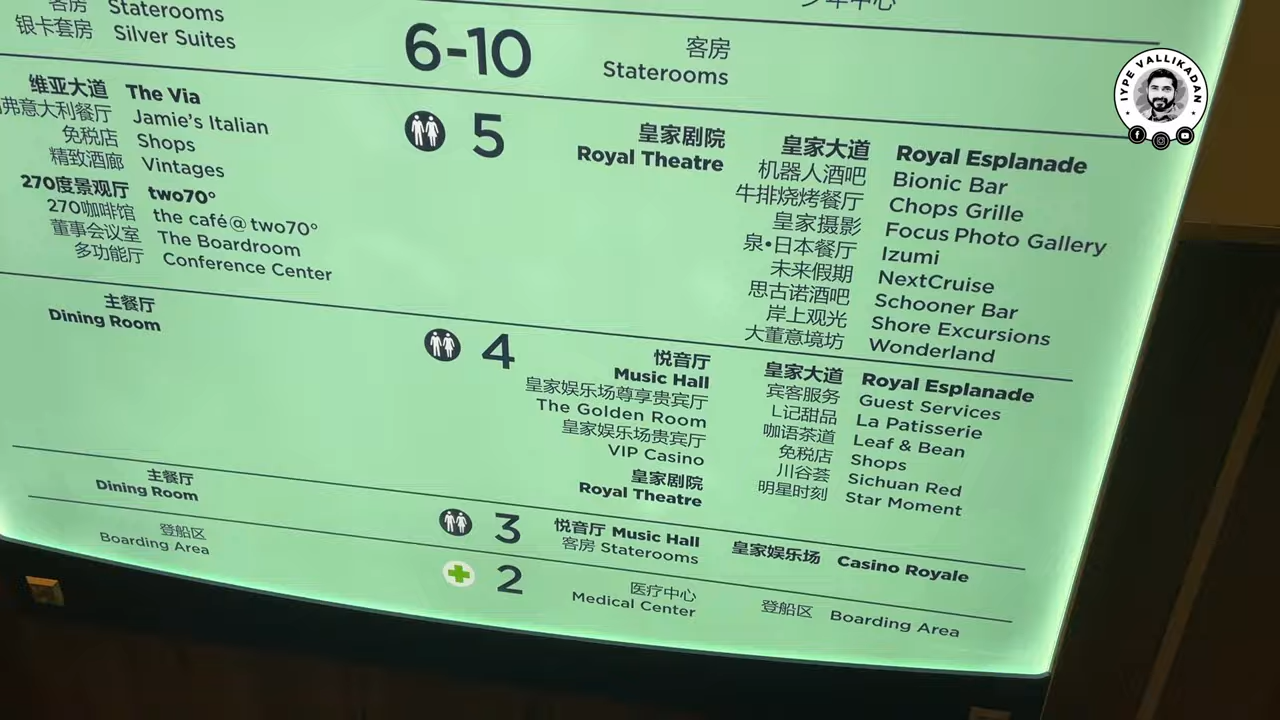 客房 Staterooms
银卡套房 Silver Suites
6-10
客房
Staterooms
维亚大道 The Via
意大利餐厅 Jamie's Italian
免税店 Shops
精致酒廊 Vintages
270度景观厅 two70°
270咖啡馆 the café@two70°
董事会议室 The Boardroom
多功能厅 Conference Center
5
皇家剧院
Royal Theatre
皇家大道 Royal Esplanade
机器人酒吧 Bionic Bar
牛排烧烤餐厅 Chops Grille
皇家摄影 Focus Photo Gallery
泉•日本餐厅 Izumi
未来假期 NextCruise
思古诺酒吧 Schooner Bar
岸上观光 Shore Excursions
大董意境坊 Wonderland
主餐厅
Dining Room
4
悦音厅
Music Hall
皇家娱乐场尊享贵宾厅
The Golden Room
皇家娱乐场贵宾厅
VIP Casino
皇家剧院
Royal Theatre
皇家大道 Royal Esplanade
宾客服务 Guest Services
L记甜品 La Patisserie
咖语茶道 Leaf & Bean
免税店 Shops
川谷荟 Sichuan Red
明星时刻 Star Moment
主餐厅
Dining Room
3
悦音厅 Music Hall
客房 Staterooms
皇家娱乐场 Casino Royale
登船区
Boarding Area
2
医疗中心
Medical Center
登船区 Boarding Area
IYPE VALLIKADAN